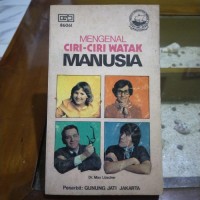 MENGENAL
CIRI-CIRI WATAK
MANUSIA
Penerbit: GUNUNG JATI JAKARTA